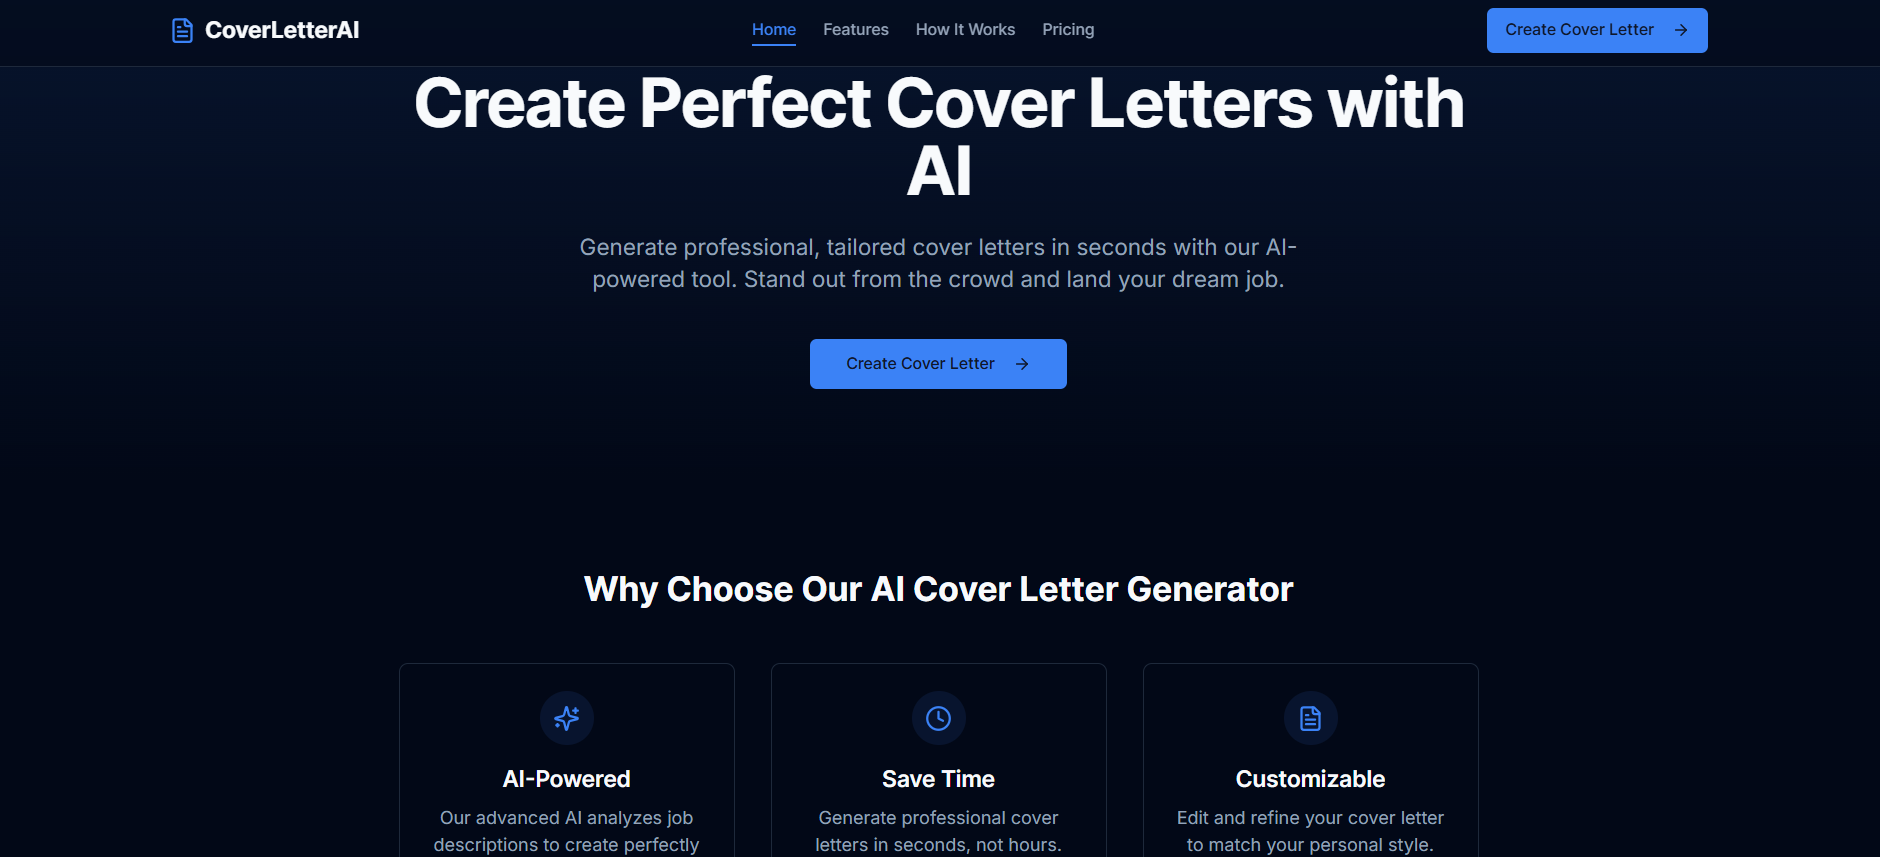 CoverLetterAI
Home
Features
How It Works
Pricing
Create Cover Letter
Create Perfect Cover Letters with
AI
Generate professional, tailored cover letters in seconds with our AI-
powered tool. Stand out from the crowd and land your dream job.
Create Cover Letter
Why Choose Our AI Cover Letter Generator
AI-Powered
Our advanced AI analyzes job
descriptions to create perfectly
Save Time
Generate professional cover
letters in seconds, not hours.
Customizable
Edit and refine your cover letter
to match your personal style.